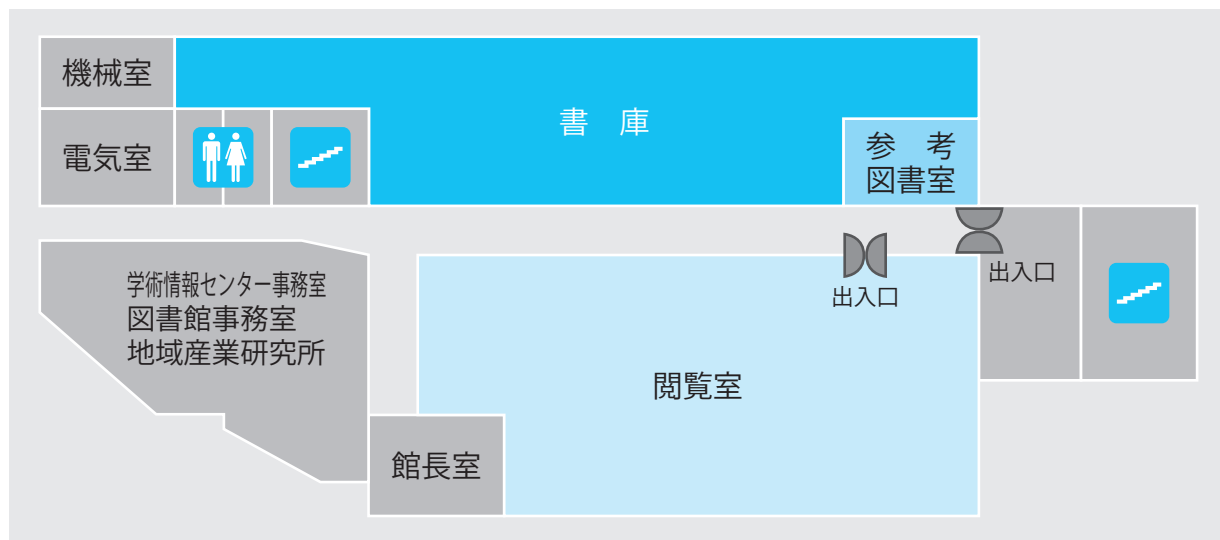 機械室
書　庫
電気室
参　考
図書室
学術情報センター事務室
図書館事務室
地域産業研究所
出入口
出入口
閲覧室
館長室